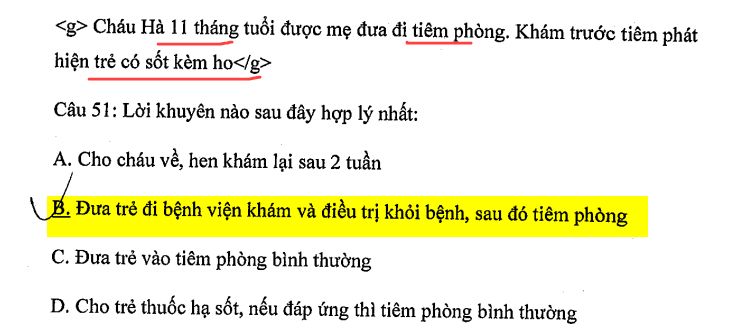 <g> Cháu Hà 11 tháng tuổi được mẹ đưa đi tiêm phòng. Khám trước tiêm phát
hiện trẻ có sốt kèm ho</g>
Câu 51: Lời khuyên nào sau đây hợp lý nhất:
A. Cho cháu về, hen khám lại sau 2 tuần
B. Đưa trẻ đi bệnh viện khám và điều trị khỏi bệnh, sau đó tiêm phòng
C. Đưa trẻ vào tiêm phòng bình thường
D. Cho trẻ thuốc hạ sốt, nếu đáp ứng thì tiêm phòng bình thường